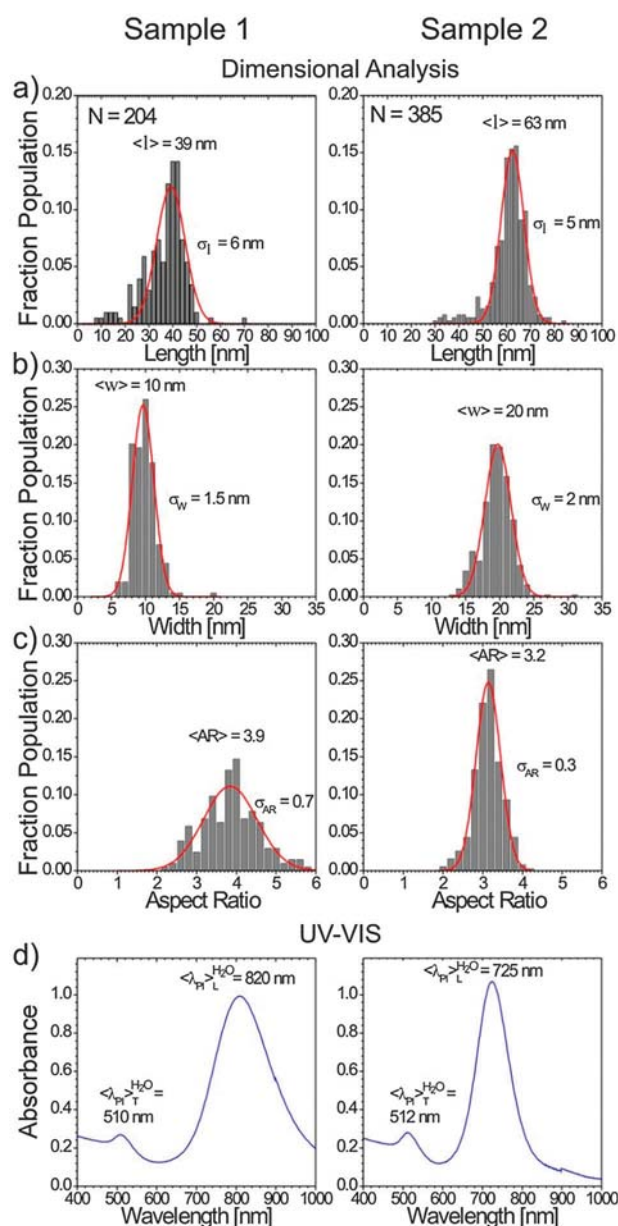 Sample 1 Sample 2
Dimensional Analysis
a)
0.20
0.15
0.10
0.05
0.00
Fraction Population
N = 204
<l> = 39 nm
σl = 6 nm
0 10 20 30 40 50 60 70 80 90 100
Length [nm]
0.20
0.15
0.10
0.05
0.00
N = 385
<l> = 63 nm
σl = 5 nm
0 10 20 30 40 50 60 70 80 90 100
Length [nm]
b)
0.30
0.25
0.20
0.15
0.10
0.05
0.00
Fraction Population
<w> = 10 nm
σW = 1.5 nm
0 5 10 15 20 25 30 35
Width [nm]
0.30
0.25
0.20
0.15
0.10
0.05
0.00
<w> = 20 nm
σW = 2 nm
0 5 10 15 20 25 30 35
Width [nm]
c)
0.30
0.25
0.20
0.15
0.10
0.05
0.00
Fraction Population
<AR> = 3.9
σAR = 0.7
0 1 2 3 4 5 6
Aspect Ratio
0.30
0.25
0.20
0.15
0.10
0.05
0.00
<AR> = 3.2
σAR = 0.3
0 1 2 3 4 5 6
Aspect Ratio
UV-VIS
d)
1.0
0.8
0.6
0.4
0.2
0.0
Absorbance
<λPl>L H2O = 820 nm
<λPl>T H2O =
510 nm
400 500 600 700 800 900 1000
Wavelength [nm]
1.0
0.8
0.6
0.4
0.2
0.0
<λPl>L H2O = 725 nm
<λPl>T H2O =
512 nm
400 500 600 700 800 900 1000
Wavelength [nm]